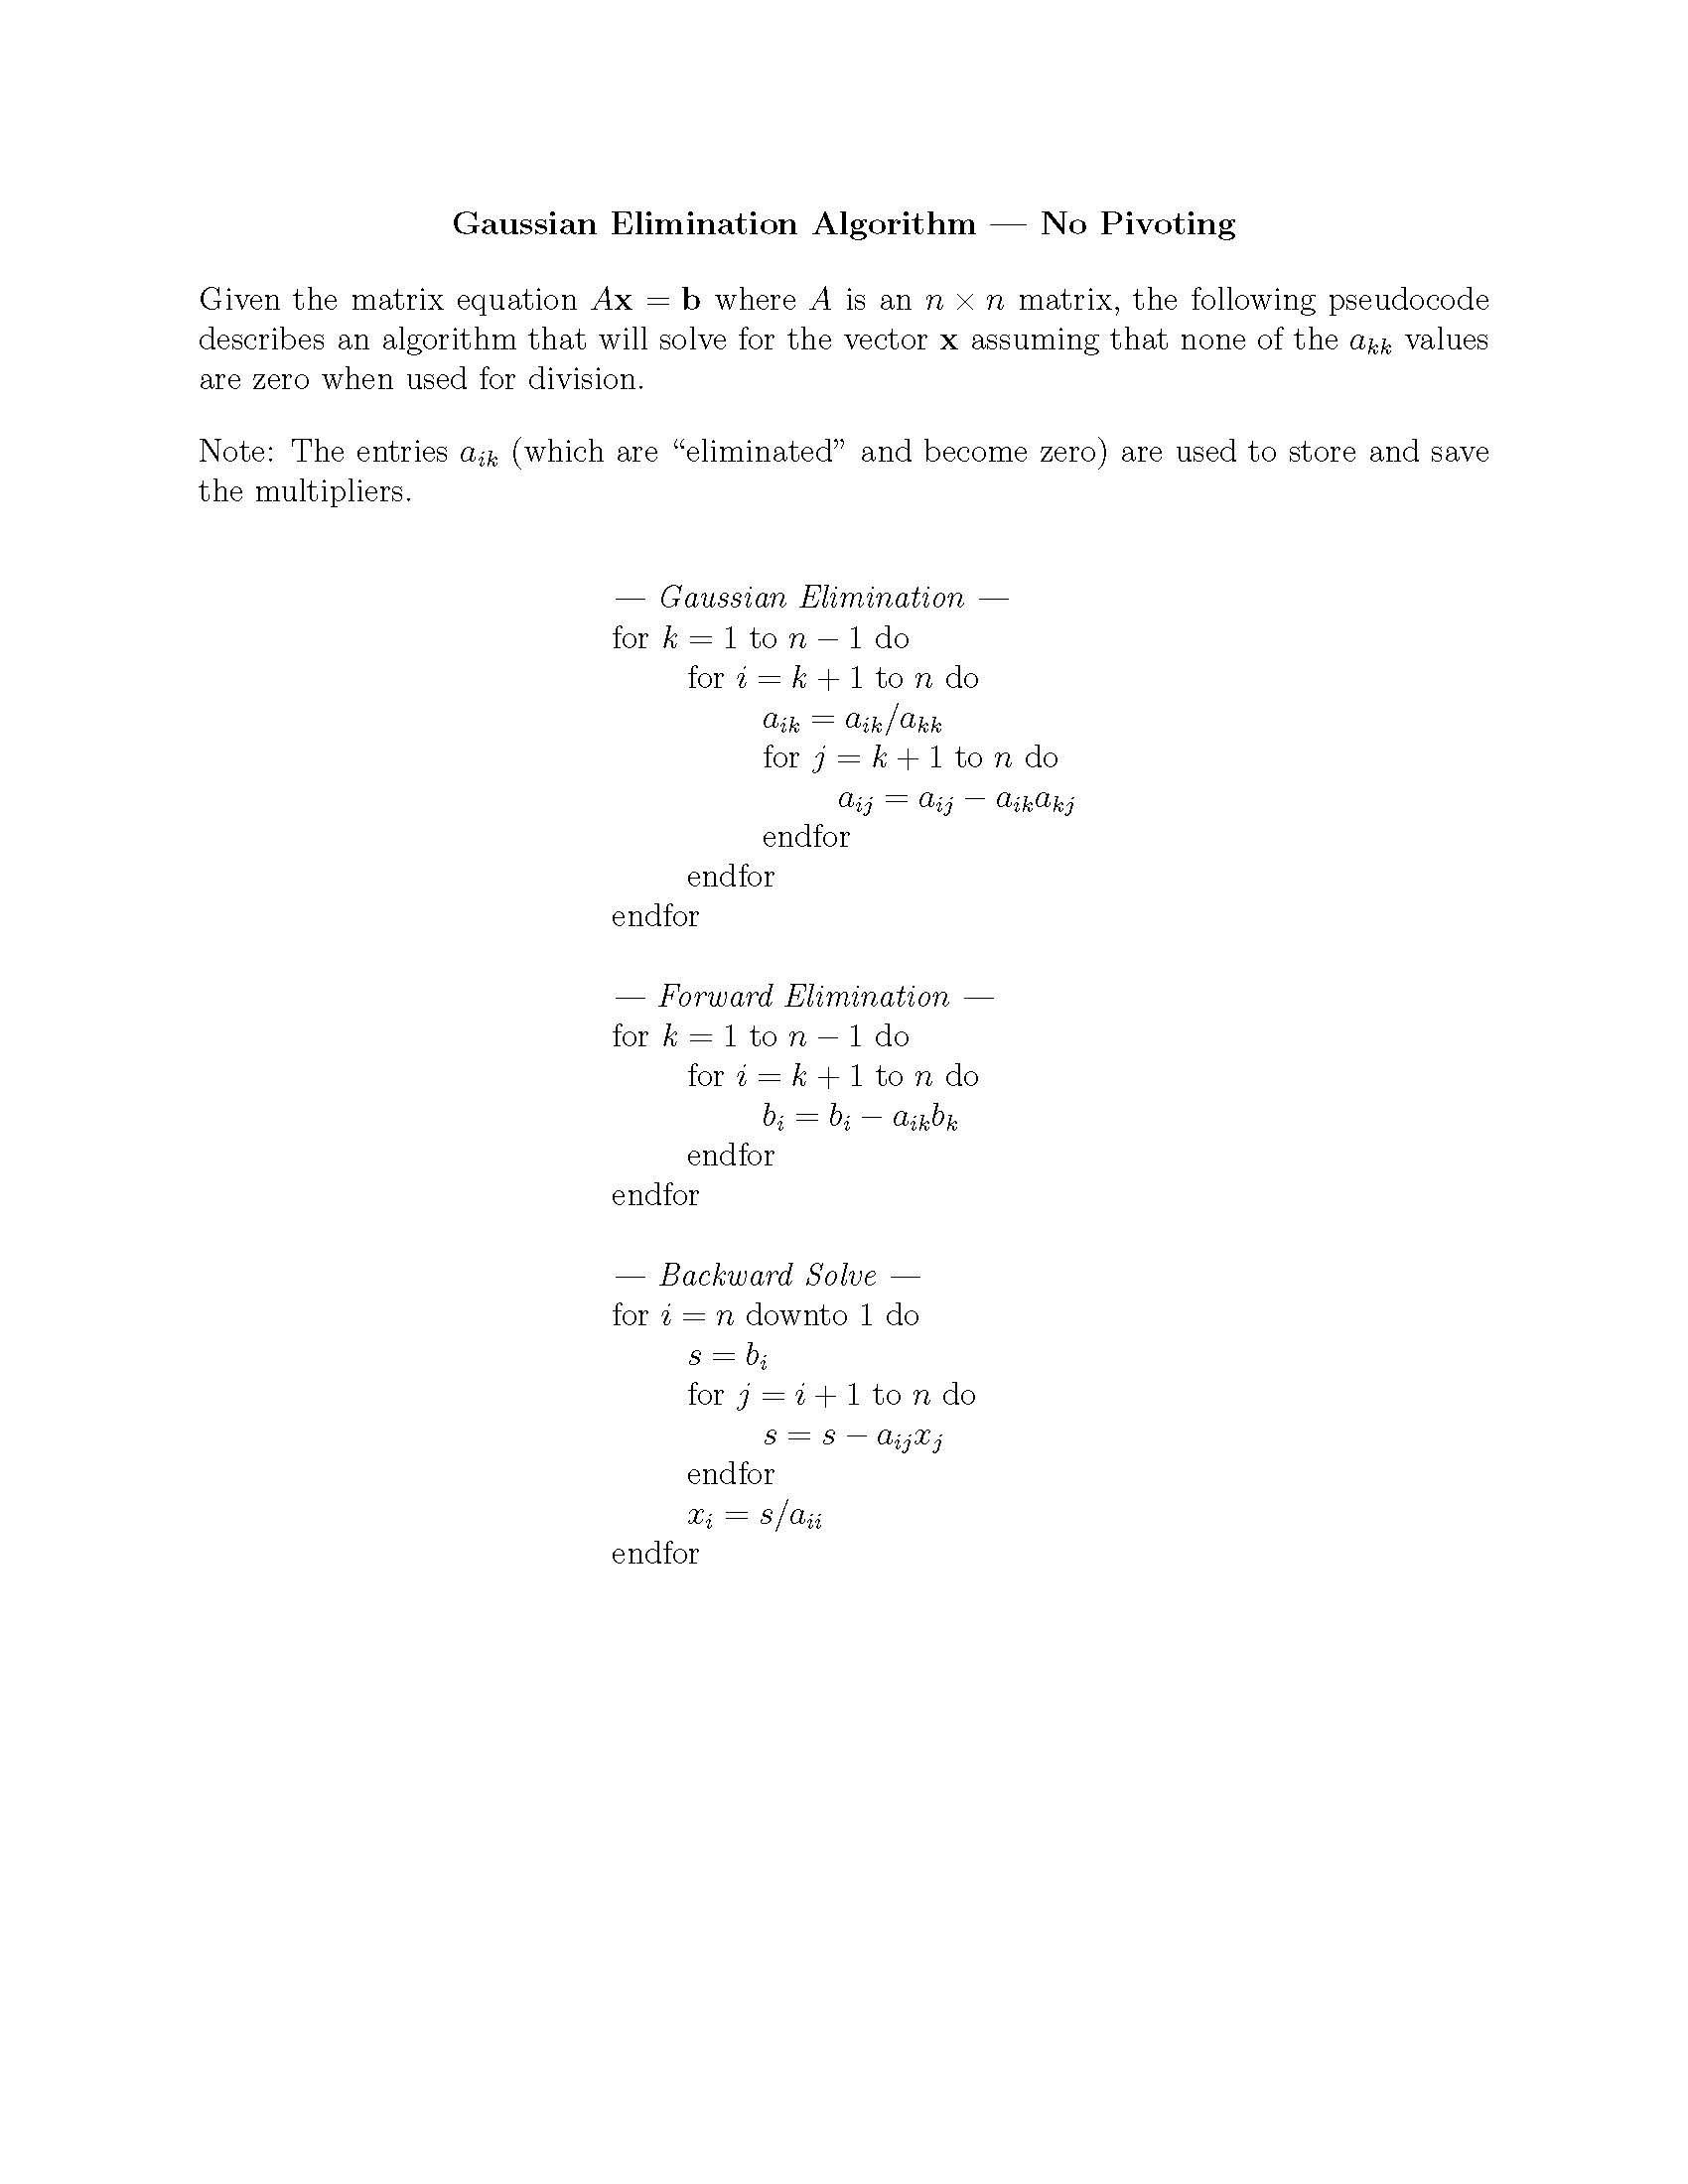 Gaussian Elimination Algorithm — No Pivoting
Given the matrix equation Ax = b where A is an n × n matrix, the following pseudocode
describes an algorithm that will solve for the vector x assuming that none of the a_{kk} values
are zero when used for division.
Note: The entries a_{ik} (which are “eliminated” and become zero) are used to store and save
the multipliers.
— Gaussian Elimination —
for k = 1 to n − 1 do
for i = k + 1 to n do
a_{ik} = a_{ik}/a_{kk}
for j = k + 1 to n do
a_{ij} = a_{ij} − a_{ik}a_{kj}
endfor
endfor
endfor
— Forward Elimination —
for k = 1 to n − 1 do
for i = k + 1 to n do
b_i = b_i − a_{ik}b_k
endfor
endfor
— Backward Solve —
for i = n downto 1 do
s = b_i
for j = i + 1 to n do
s = s − a_{ij}x_j
endfor
x_i = s/a_{ii}
endfor